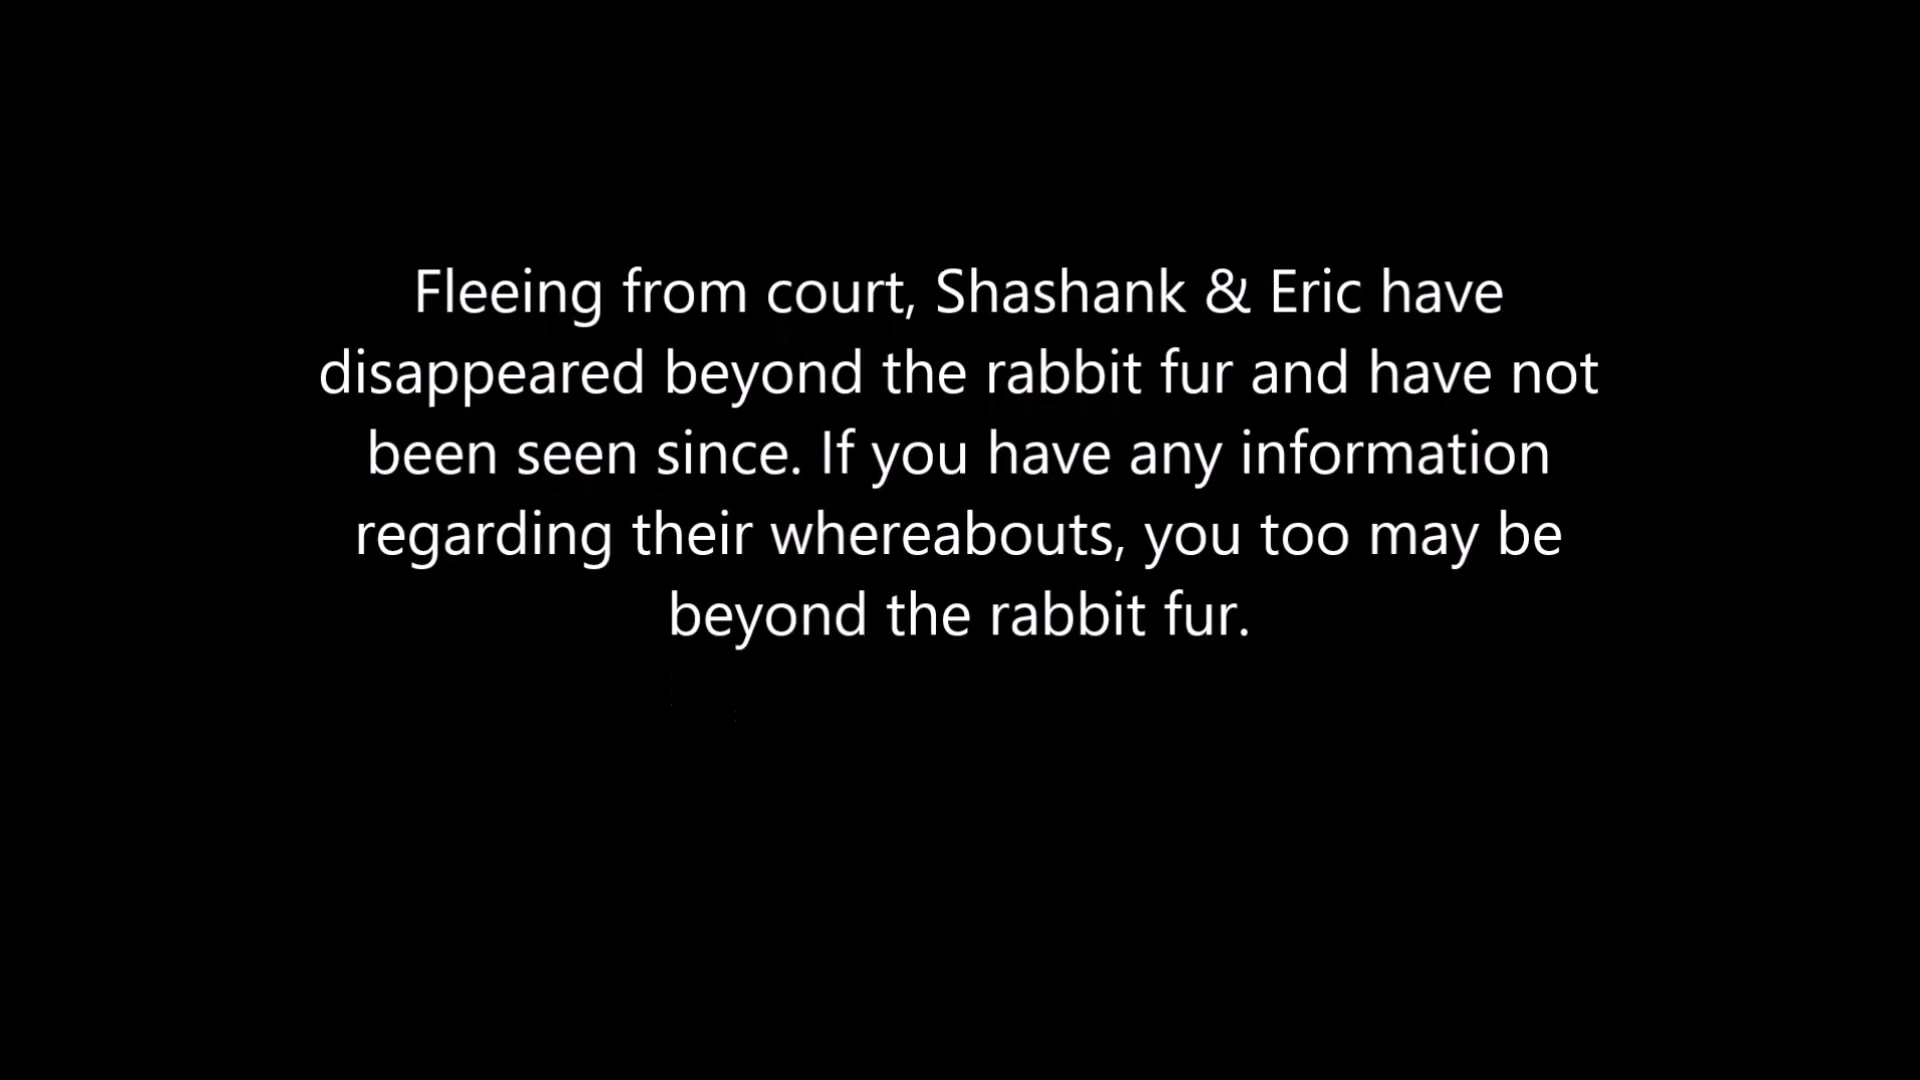 Fleeing from court, Shashank & Eric have
disappeared beyond the rabbit fur and have not
been seen since. If you have any information
regarding their whereabouts, you too may be
beyond the rabbit fur.